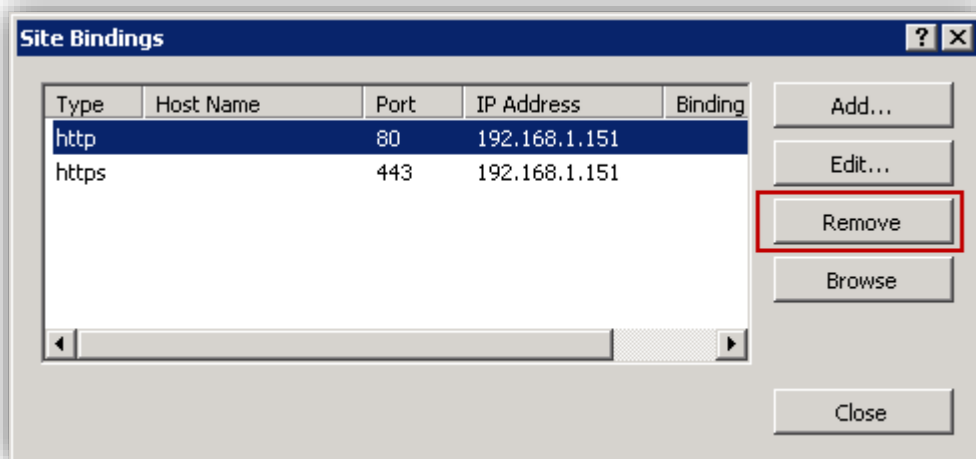 Site Bindings
Type Host Name Port IP Address Binding
http 80 192.168.1.151
https 443 192.168.1.151
Add...
Edit...
Remove
Browse
Close